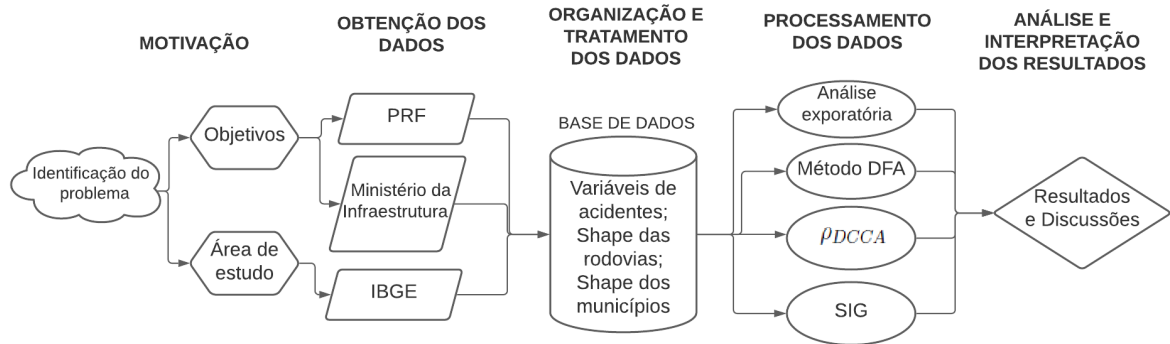 MOTIVAÇÃO
OBTENÇÃO DOS
DADOS
ORGANIZAÇÃO E
TRATAMENTO
DOS DADOS
PROCESSAMENTO
DOS DADOS
ANÁLISE E
INTERPRETAÇÃO
DOS RESULTADOS
Identificação do
problema
Objetivos
Área de
estudo
PRF
Ministério da
Infraestrutura
IBGE
BASE DE DADOS
Variáveis de
acidentes;
Shape das
rodovias;
Shape dos
municípios
Análise
exporatória
Método DFA
ρDCCA
SIG
Resultados
e Discussões